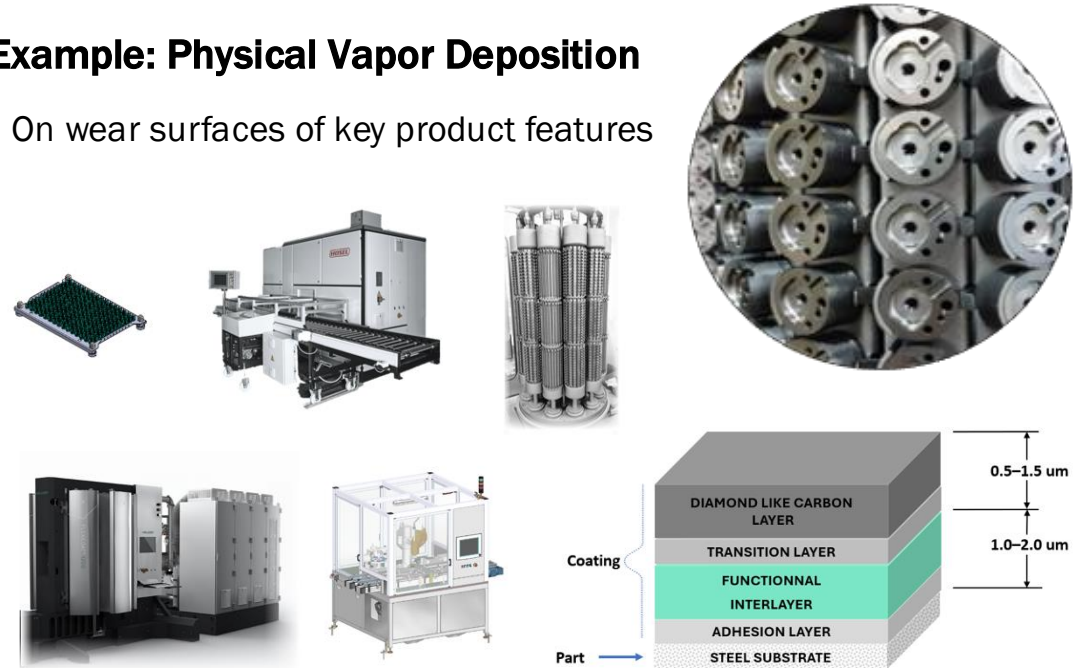 Example: Physical Vapor Deposition
On wear surfaces of key product features
HÖSEL
DIAMOND LIKE CARBON
LAYER
TRANSITION LAYER
FUNCTIONNAL
INTERLAYER
ADHESION LAYER
STEEL SUBSTRATE
Coating
Part
0.5–1.5 um
1.0–2.0 um